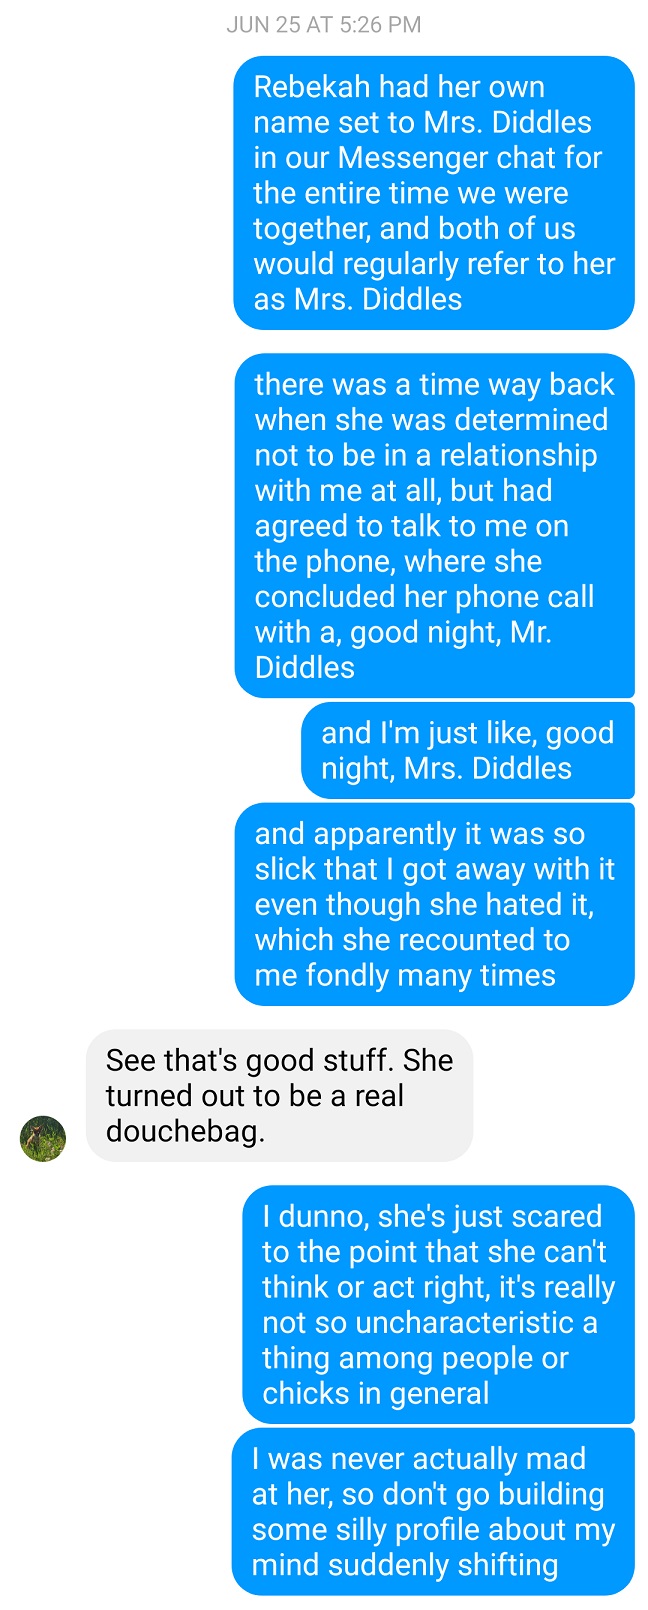 JUN 25 AT 5:26 PM
Rebekah had her own
name set to Mrs. Diddles
in our Messenger chat for
the entire time we were
together, and both of us
would regularly refer to her
as Mrs. Diddles
there was a time way back
when she was determined
not to be in a relationship
with me at all, but had
agreed to talk to me on
the phone, where she
concluded her phone call
with a, good night, Mr.
Diddles
and I'm just like, good
night, Mrs. Diddles
and apparently it was so
slick that I got away with it
even though she hated it,
which she recounted to
me fondly many times
See that's good stuff. She
turned out to be a real
douchebag.
I dunno, she's just scared
to the point that she can't
think or act right, it's really
not so uncharacteristic a
thing among people or
chicks in general
I was never actually mad
at her, so don't go building
some silly profile about my
mind suddenly shifting